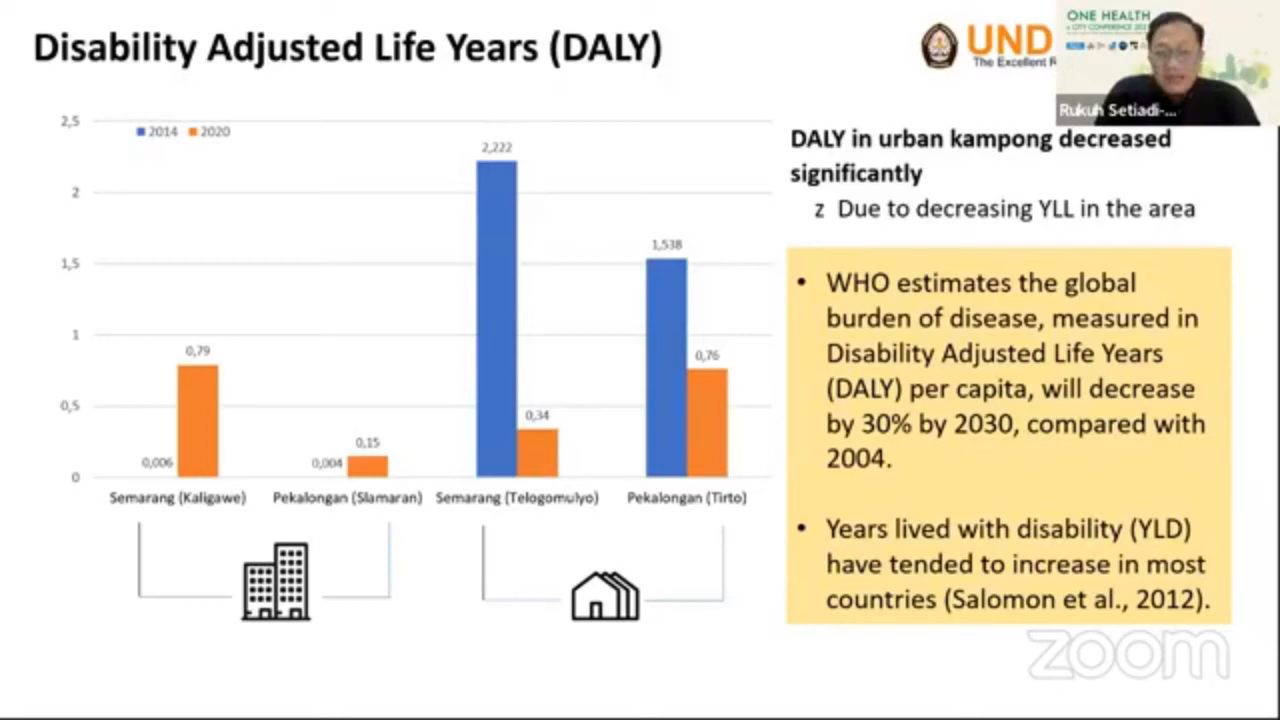 Disability Adjusted Life Years (DALY)
UND
The Excellent R
ONE HEALTH
Rukuh Setiadi-...
2,5
2
1,5
1
0,5
0
2014 2020
0,006
0,79
0,004
0,15
2,222
0,34
1,538
0,76
Semarang (Kaligawe) Pekalongan (Slamaran) Semarang (Telogomulyo) Pekalongan (Tirto)
DALY in urban kampong decreased
significantly
z Due to decreasing YLL in the area
• WHO estimates the global
burden of disease, measured in
Disability Adjusted Life Years
(DALY) per capita, will decrease
by 30% by 2030, compared with
2004.
• Years lived with disability (YLD)
have tended to increase in most
countries (Salomon et al., 2012).
zoom